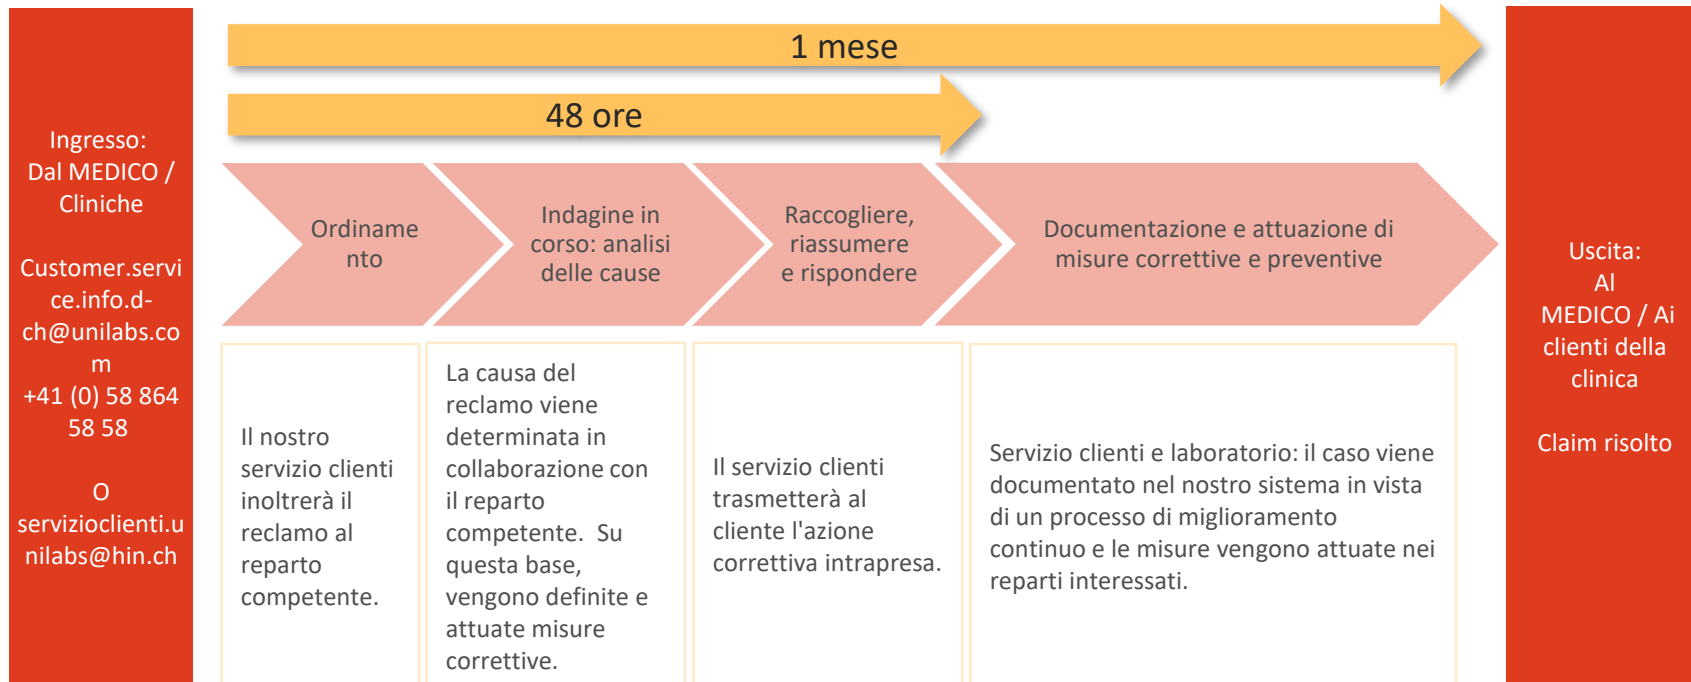 1 mese
48 ore
Ingresso:
Dal MEDICO /
Cliniche
Customer.servi
ce.info.d-
ch@unilabs.co
m
+41 (0) 58 864
58 58
O
servizioclienti.u
nilabs@hin.ch
Ordiname
nto
Indagine in
corso: analisi
delle cause
Raccogliere,
riassumere
e rispondere
Documentazione e attuazione di
misure correttive e preventive
Il nostro
servizio clienti
inoltrerà il
reclamo al
reparto
competente.
La causa del
reclamo viene
determinata in
collaborazione con
il reparto
competente.  Su
questa base,
vengono definite e
attuate misure
correttive.
Il servizio clienti
trasmetterà al
cliente l'azione
correttiva intrapresa.
Servizio clienti e laboratorio: il caso viene
documentato nel nostro sistema in vista
di un processo di miglioramento
continuo e le misure vengono attuate nei
reparti interessati.
Uscita:
Al
MEDICO / Ai
clienti della
clinica
Claim risolto